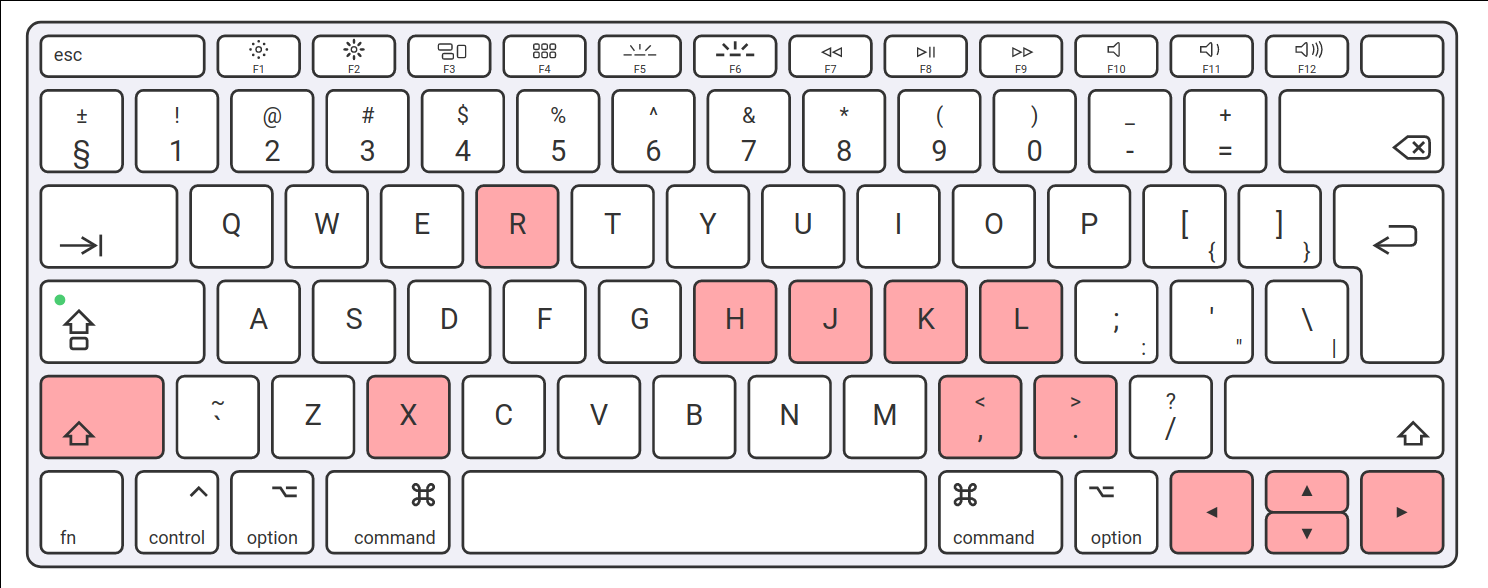 esc F1 F2 F3 F4 F5 F6 F7 F8 F9 F10 F11 F12
± ! @ # $ % ^ & * ( ) _ +
§ 1 2 3 4 5 6 7 8 9 0 - =
Q W E R T Y U I O P [ ]
{ }
A S D F G H J K L ; ' \
: " |
~ < > ?
` Z X C V B N M , . /
fn control option command command option